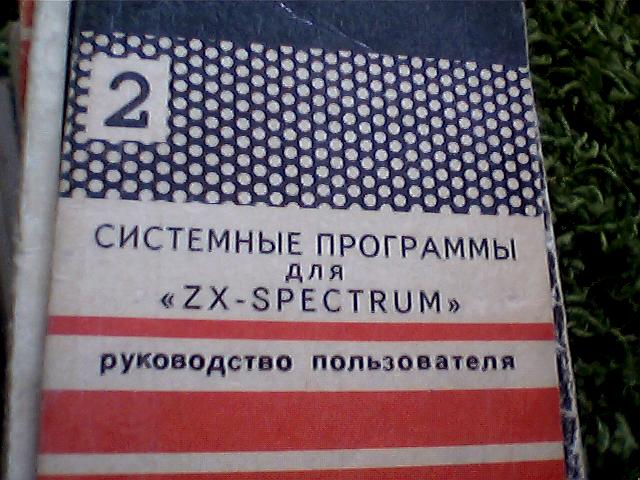 2
СИСТЕМНЫЕ ПРОГРАММЫ
для
«ZX-SPECTRUM»
руководство пользователя